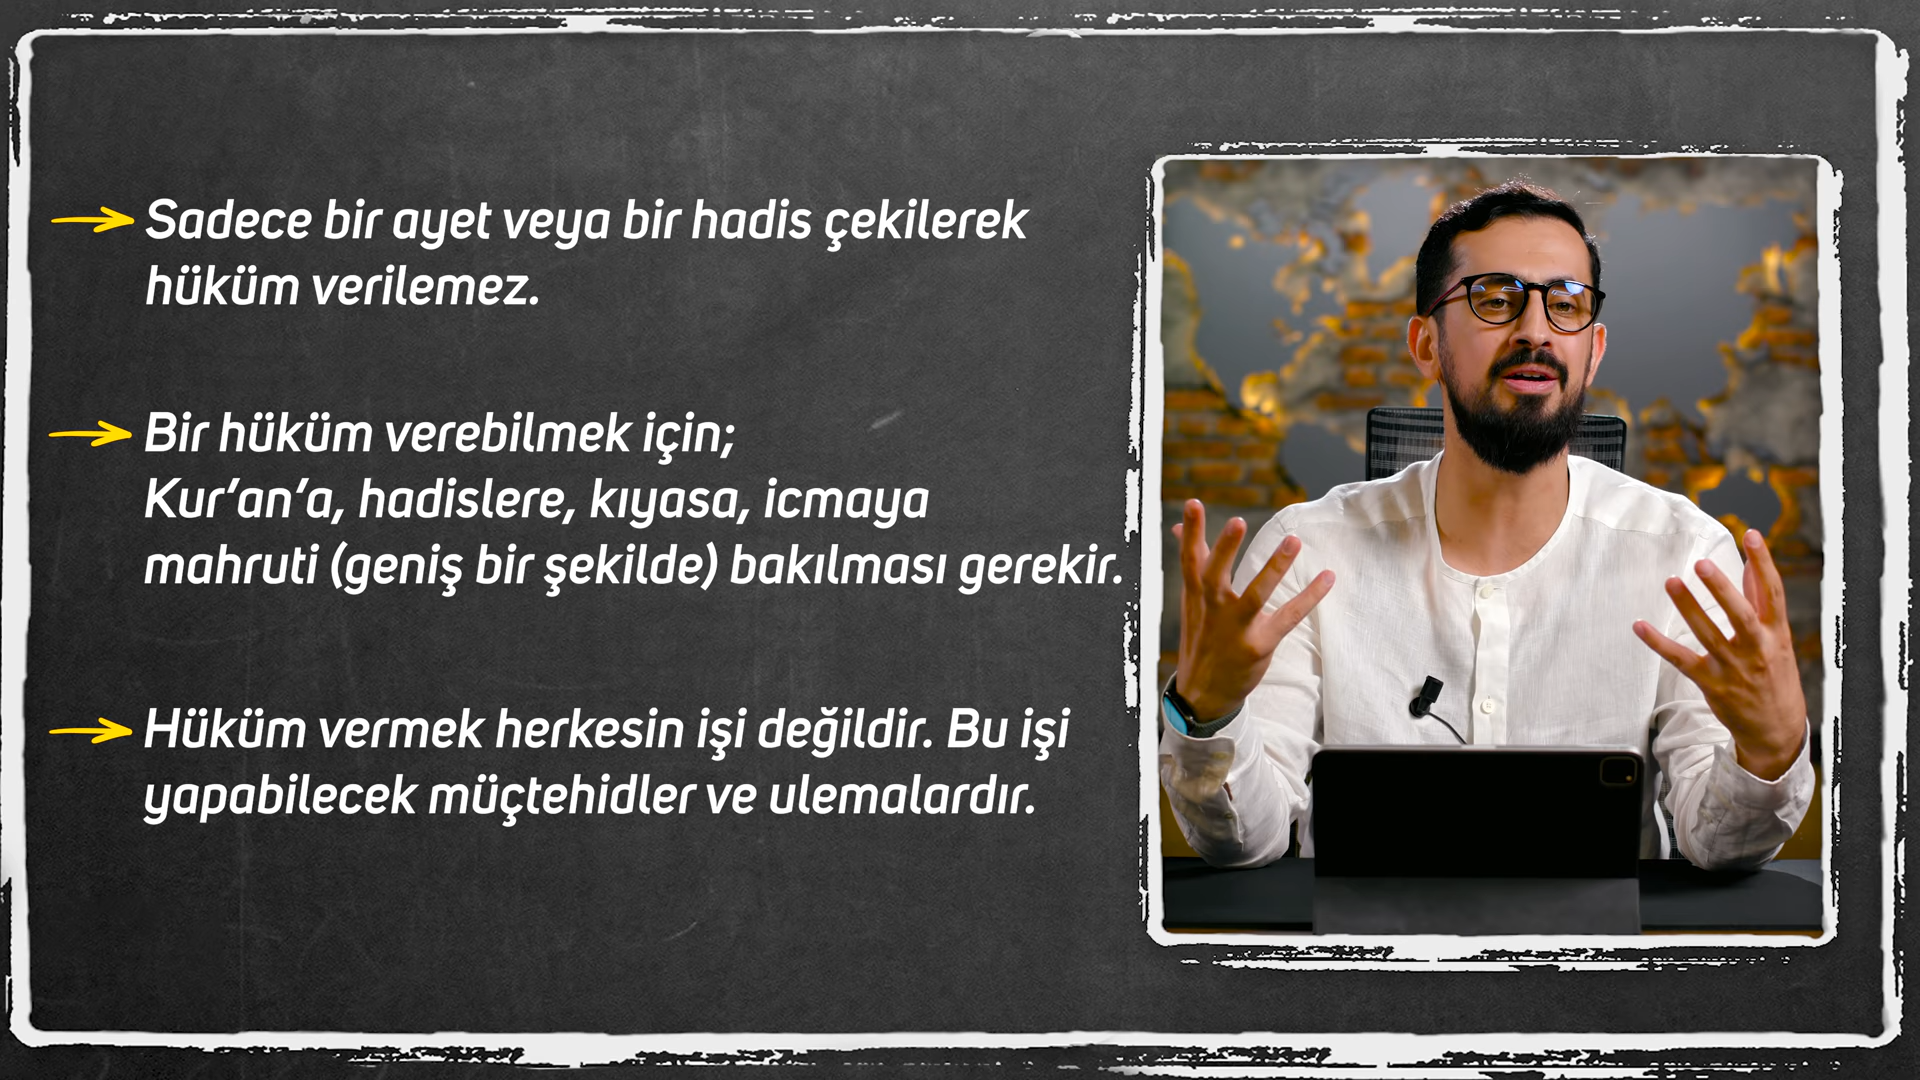 Sadece bir ayet veya bir hadis çekilerek
hüküm verilemez.
Bir hüküm verebilmek için;
Kur’an’a, hadislere, kıyasa, icmaya
mahruti (geniş bir şekilde) bakılması gerekir.
Hüküm vermek herkesin işi değildir. Bu işi
yapabilecek müçtehidler ve ulemalardır.